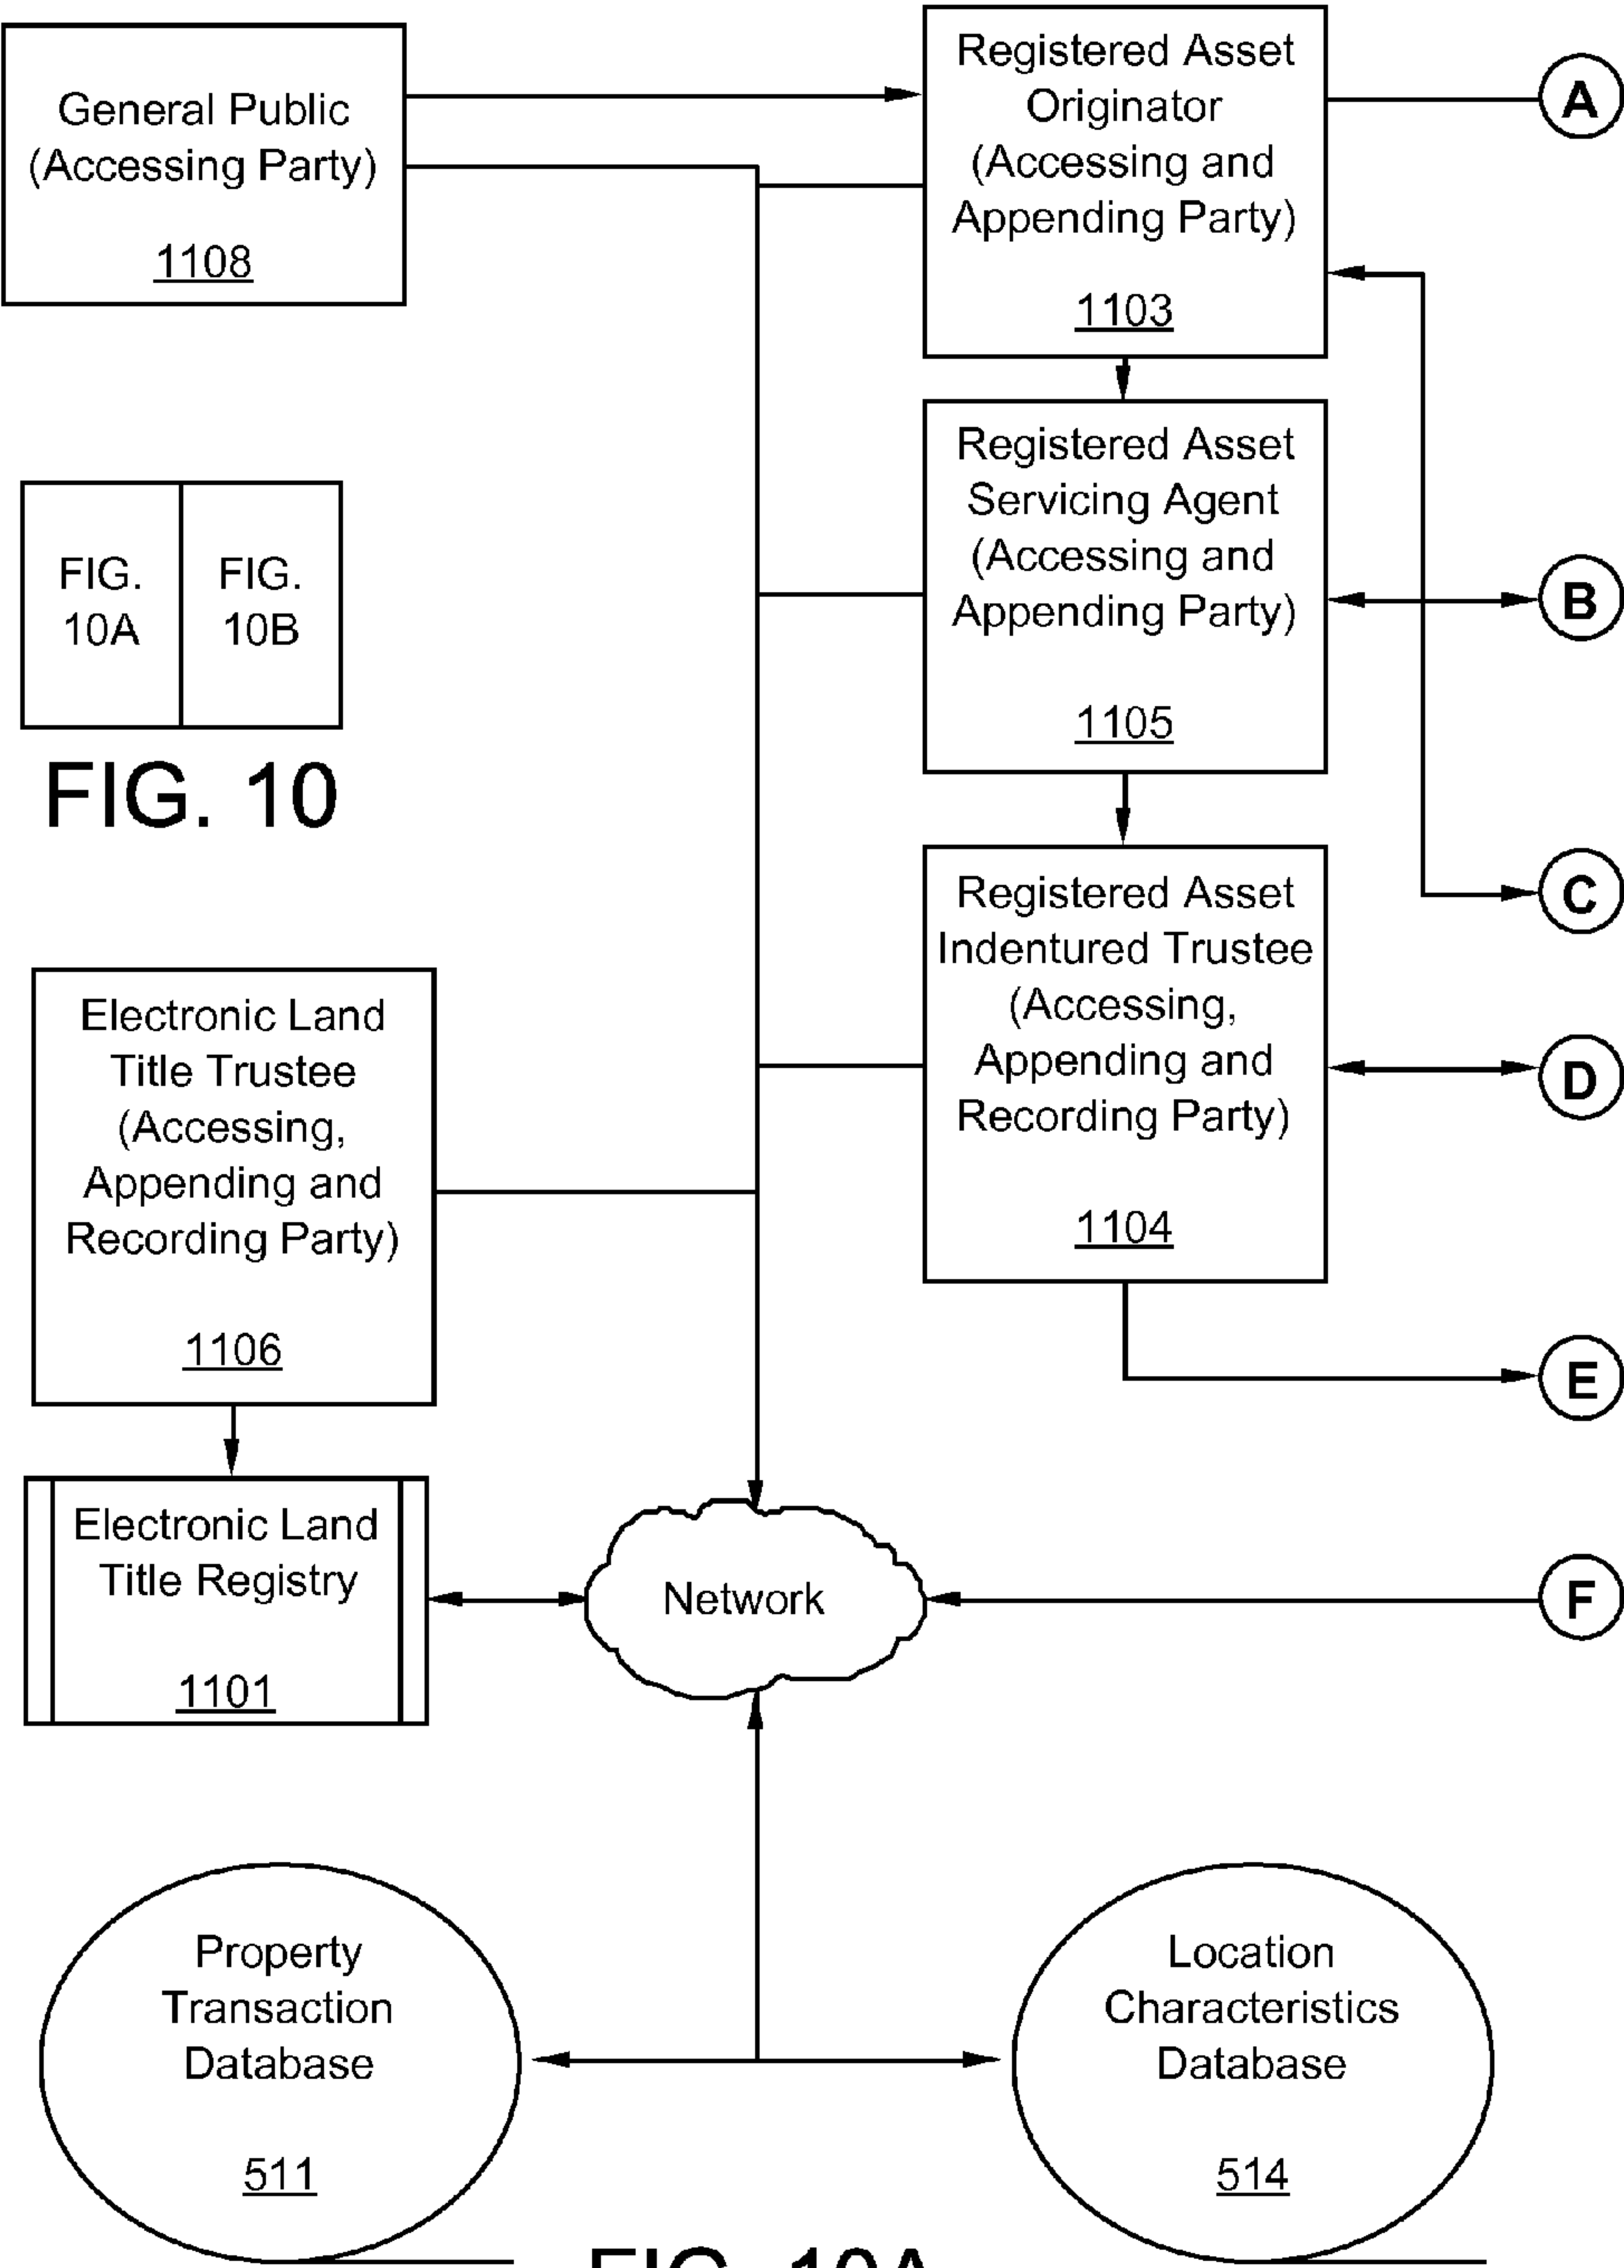 General Public
(Accessing Party)
1108
Registered Asset
Originator
(Accessing and
Appending Party)
1103
A
Registered Asset
Servicing Agent
(Accessing and
Appending Party)
1105
B
FIG.
10A
FIG.
10B
FIG. 10
C
Registered Asset
Indentured Trustee
(Accessing,
Appending and
Recording Party)
1104
D
Electronic Land
Title Trustee
(Accessing,
Appending and
Recording Party)
1106
E
Electronic Land
Title Registry
1101
Network
F
Property
Transaction
Database
511
Location
Characteristics
Database
514
FIG. 10A